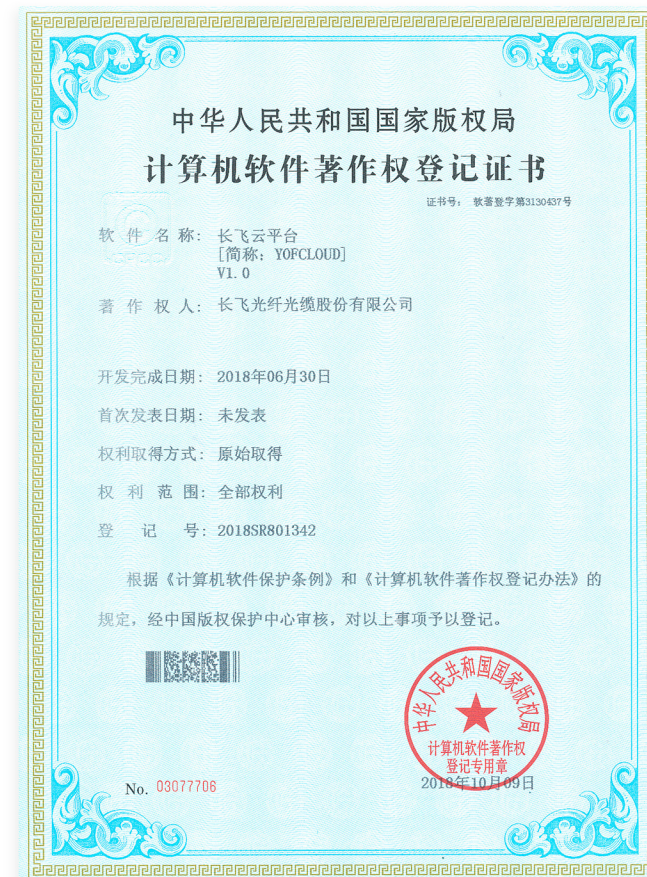 中华人民共和国国家版权局
计算机软件著作权登记证书
证书号： 软著登字第3130437号
软件名称： 长飞云平台
[简称：YOFCLOUD]
V1.0
著作权人： 长飞光纤光缆股份有限公司
开发完成日期： 2018年06月30日
首次发表日期： 未发表
权利取得方式： 原始取得
权利范围： 全部权利
登记号： 2018SR801342
根据《计算机软件保护条例》和《计算机软件著作权登记办法》的
规定，经中国版权保护中心审核，对以上事项予以登记。
中华人民共和国国家版权局
计算机软件著作权
登记专用章
No. 03077706
2018年10月09日